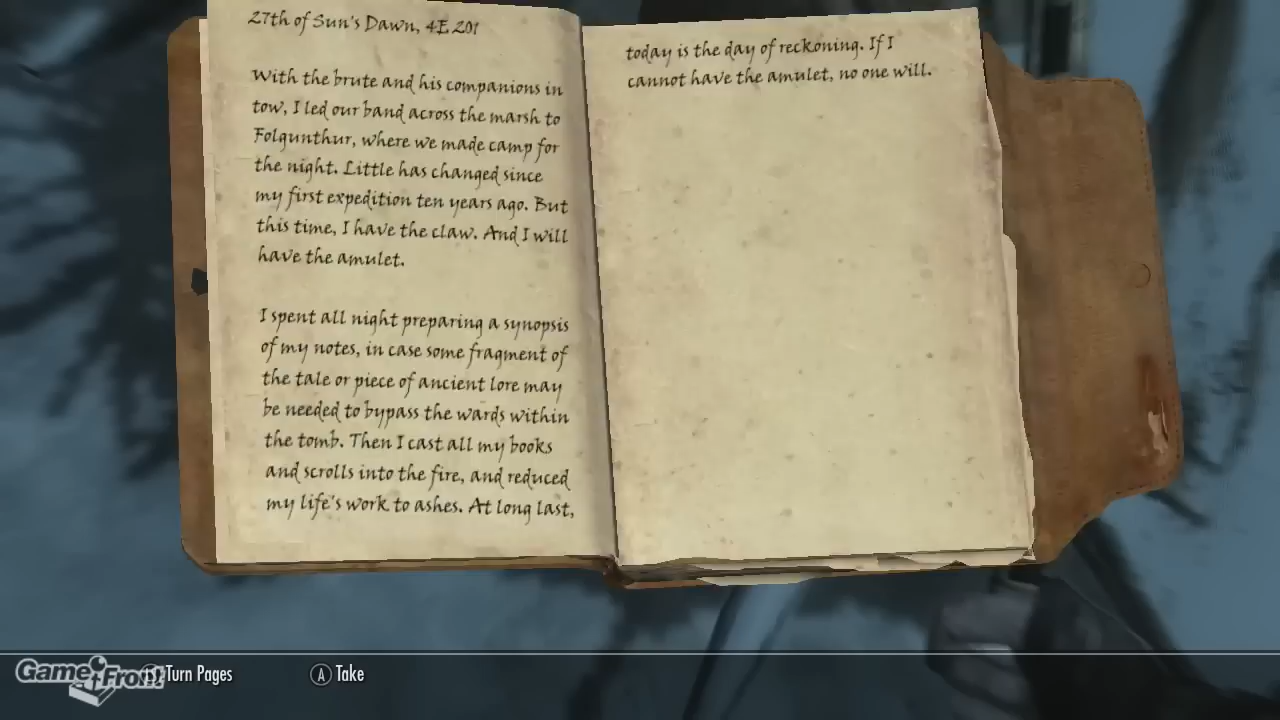 27th of Sun's Dawn, 4E 201
With the brute and his companions in
tow, I led our band across the marsh to
Folgunthur, where we made camp for
the night. Little has changed since
my first expedition ten years ago. But
this time, I have the claw. And I will
have the amulet.
I spent all night preparing a synopsis
of my notes, in case some fragment of
the tale or piece of ancient lore may
be needed to bypass the wards within
the tomb. Then I cast all my books
and scrolls into the fire, and reduced
my life's work to ashes. At long last,
today is the day of reckoning. If I
cannot have the amulet, no one will.
GameFront
Turn Pages
A Take